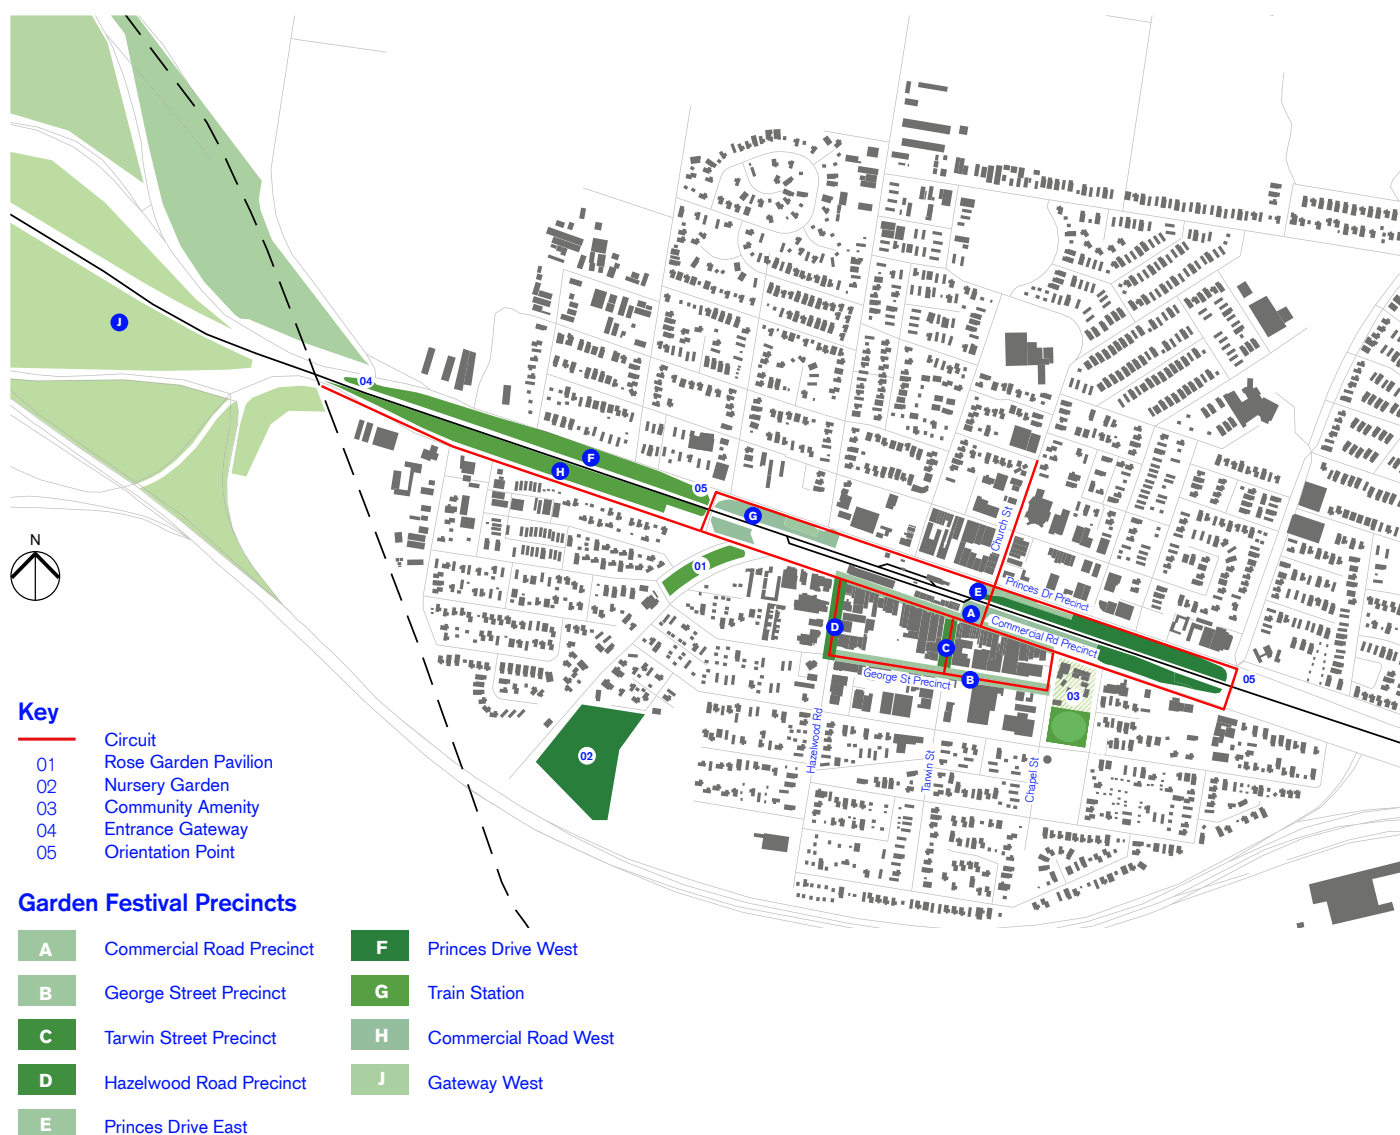 J
04
F
H
05
G
Church St
01
E
Princes Dr Precinct
A
Commercial Rd Precinct
D
C
George St Precinct
B
05
03
N
02
Hazelwood Rd
Tarwin St
Chapel St
Key
Circuit
01 Rose Garden Pavilion
02 Nursery Garden
03 Community Amenity
04 Entrance Gateway
05 Orientation Point
Garden Festival Precincts
A Commercial Road Precinct
B George Street Precinct
C Tarwin Street Precinct
D Hazelwood Road Precinct
E Princes Drive East
F Princes Drive West
G Train Station
H Commercial Road West
J Gateway West